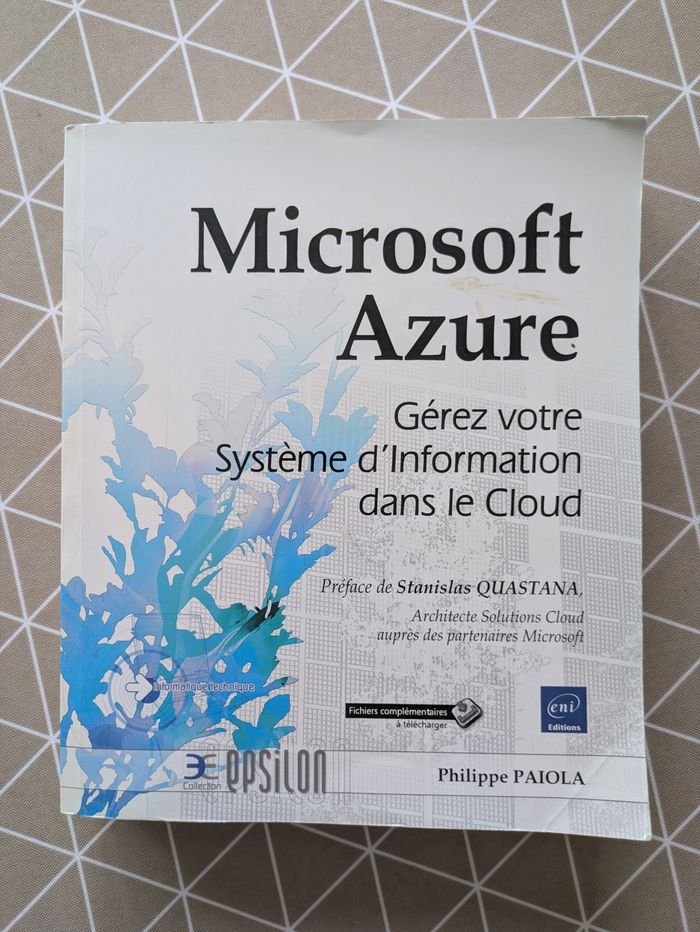 Microsoft
Azure
Gérez votre
Système d'Information
dans le Cloud
Préface de Stanislas QUASTANA,
Architecte Solutions Cloud
auprès des partenaires Microsoft
Informatique technique
Fichiers complémentaires
à télécharger
eni
Editions
Collection
epsilon
Philippe PAIOLA